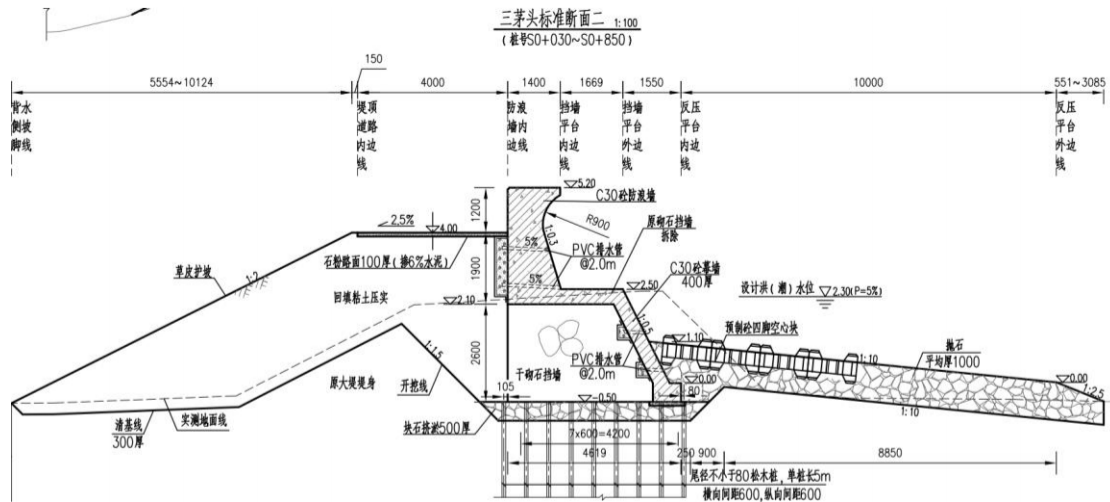 三茅头标准断面二 1:100
(桩号S0+030~S0+850)
150
5554~10124
4000
1400
1669
1550
10000
551~3085
背水侧坡脚线
堤顶道路内边线
防浪墙内边线
挡墙平台内边线
挡墙平台外边线
反压平台内边线
反压平台外边线
5.20
C30砼防浪墙
1200
R900
原砌石挡墙拆除
2.5%
4.00
1:0.3
5%
PVC排水管@2.0m
石粉路面100厚(掺6%水泥)
1900
C30砼幕墙400厚
草皮护坡
1:2
5%
2.50
设计洪(潮)水位
2.30(P=5%)
回填粘土压实
2.10
1:0.5
1.10
预制砼四脚空心块
抛石
平均厚1000
1:10
1:1.5
2600
PVC排水管@2.0m
干砌石挡墙
原大堤堤身
开挖线
105
0.00
80
0.00
1:2.5
-0.50
1:10
清基线
300厚
实测地面线
块石挤淤500厚
7x600=4200
4619
250
900
8850
尾径不小于80松木桩,单桩长5m
横向间距600,纵向间距600